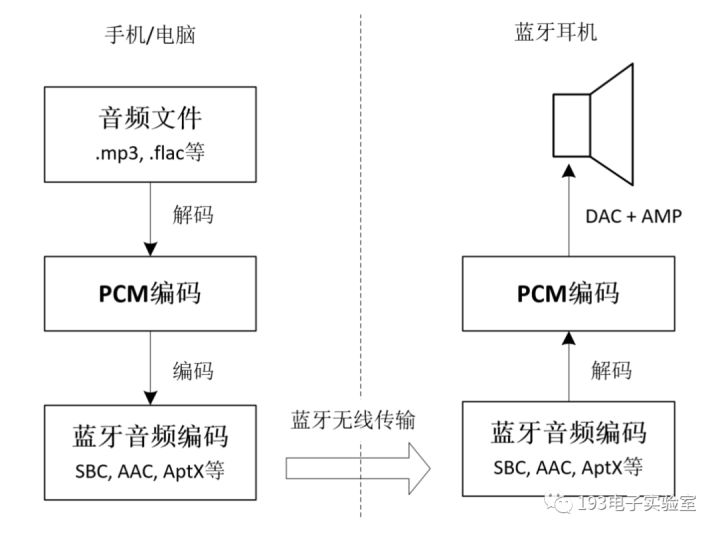 手机/电脑
音频文件
.mp3, .flac等
解码
PCM编码
编码
蓝牙音频编码
SBC, AAC, AptX等
蓝牙无线传输
蓝牙耳机
DAC + AMP
PCM编码
解码
蓝牙音频编码
SBC, AAC, AptX等
193电子实验室